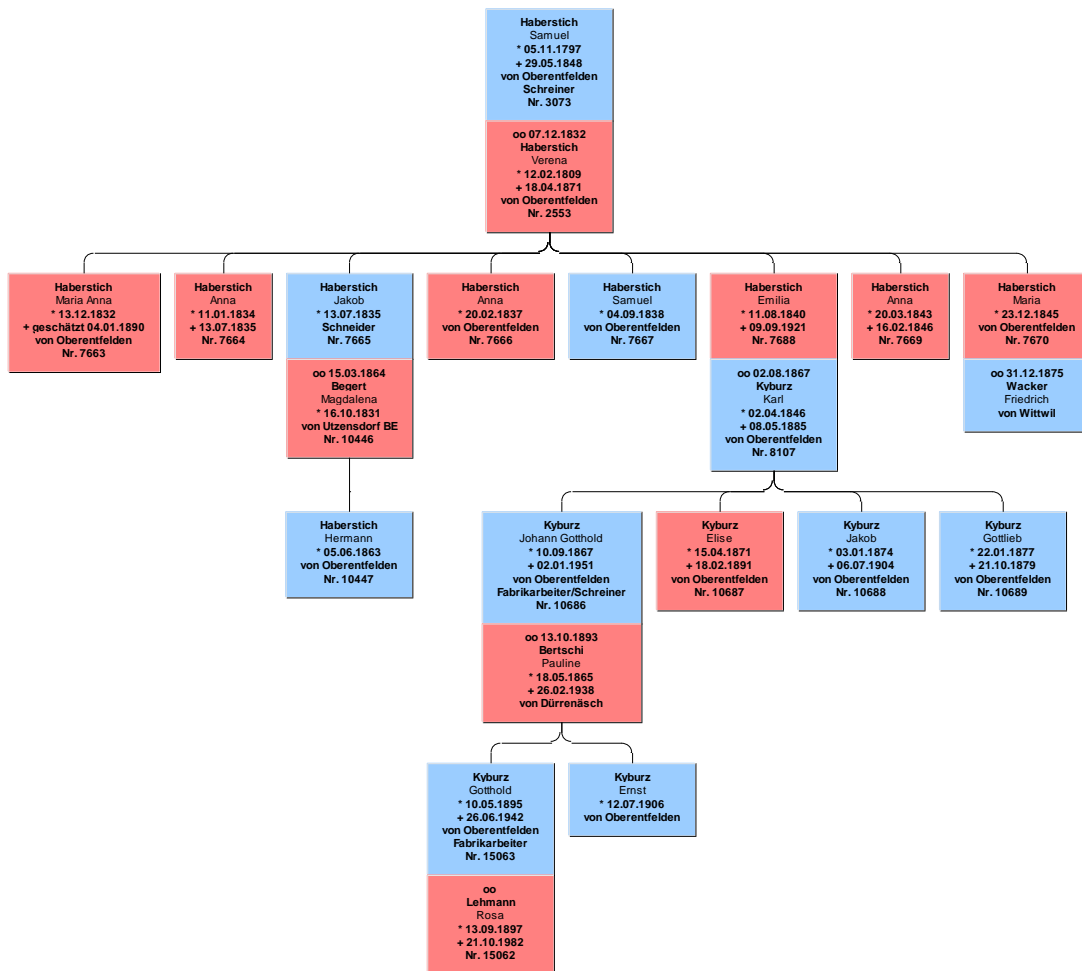 Haberstich
Samuel
* 05.11.1797
+ 29.05.1848
von Oberentfelden
Schreiner
Nr. 3073
oo 07.12.1832
Haberstich
Verena
* 12.02.1809
+ 18.04.1871
von Oberentfelden
Nr. 2553
Haberstich
Maria Anna
* 13.12.1832
+ geschätzt 04.01.1890
von Oberentfelden
Nr. 7663
Haberstich
Anna
* 11.01.1834
+ 13.07.1835
Nr. 7664
Haberstich
Jakob
* 13.07.1835
Schneider
Nr. 7665
oo 15.03.1864
Begert
Magdalena
* 16.10.1831
von Utzensdorf BE
Nr. 10446
Haberstich
Anna
* 20.02.1837
von Oberentfelden
Nr. 7666
Haberstich
Samuel
* 04.09.1838
von Oberentfelden
Nr. 7667
Haberstich
Emilia
* 11.08.1840
+ 09.09.1921
Nr. 7688
oo 02.08.1867
Kyburz
Karl
* 02.04.1846
+ 08.05.1885
von Oberentfelden
Nr. 8107
Haberstich
Anna
* 20.03.1843
+ 16.02.1846
Nr. 7669
Haberstich
Maria
* 23.12.1845
von Oberentfelden
Nr. 7670
oo 31.12.1875
Wacker
Friedrich
von Wittwil
Haberstich
Hermann
* 05.06.1863
von Oberentfelden
Nr. 10447
Kyburz
Johann Gotthold
* 10.09.1867
+ 02.01.1951
von Oberentfelden
Fabrikarbeiter/Schreiner
Nr. 10686
oo 13.10.1893
Bertschi
Pauline
* 18.05.1865
+ 26.02.1938
von Dürrenäsch
Kyburz
Elise
* 15.04.1871
+ 18.02.1891
von Oberentfelden
Nr. 10687
Kyburz
Jakob
* 03.01.1874
+ 06.07.1904
von Oberentfelden
Nr. 10688
Kyburz
Gottlieb
* 22.01.1877
+ 21.10.1879
von Oberentfelden
Nr. 10689
Kyburz
Gotthold
* 10.05.1895
+ 26.06.1942
von Oberentfelden
Fabrikarbeiter
Nr. 15063
oo
Lehmann
Rosa
* 13.09.1897
+ 21.10.1982
Nr. 15062
Kyburz
Ernst
* 12.07.1906
von Oberentfelden